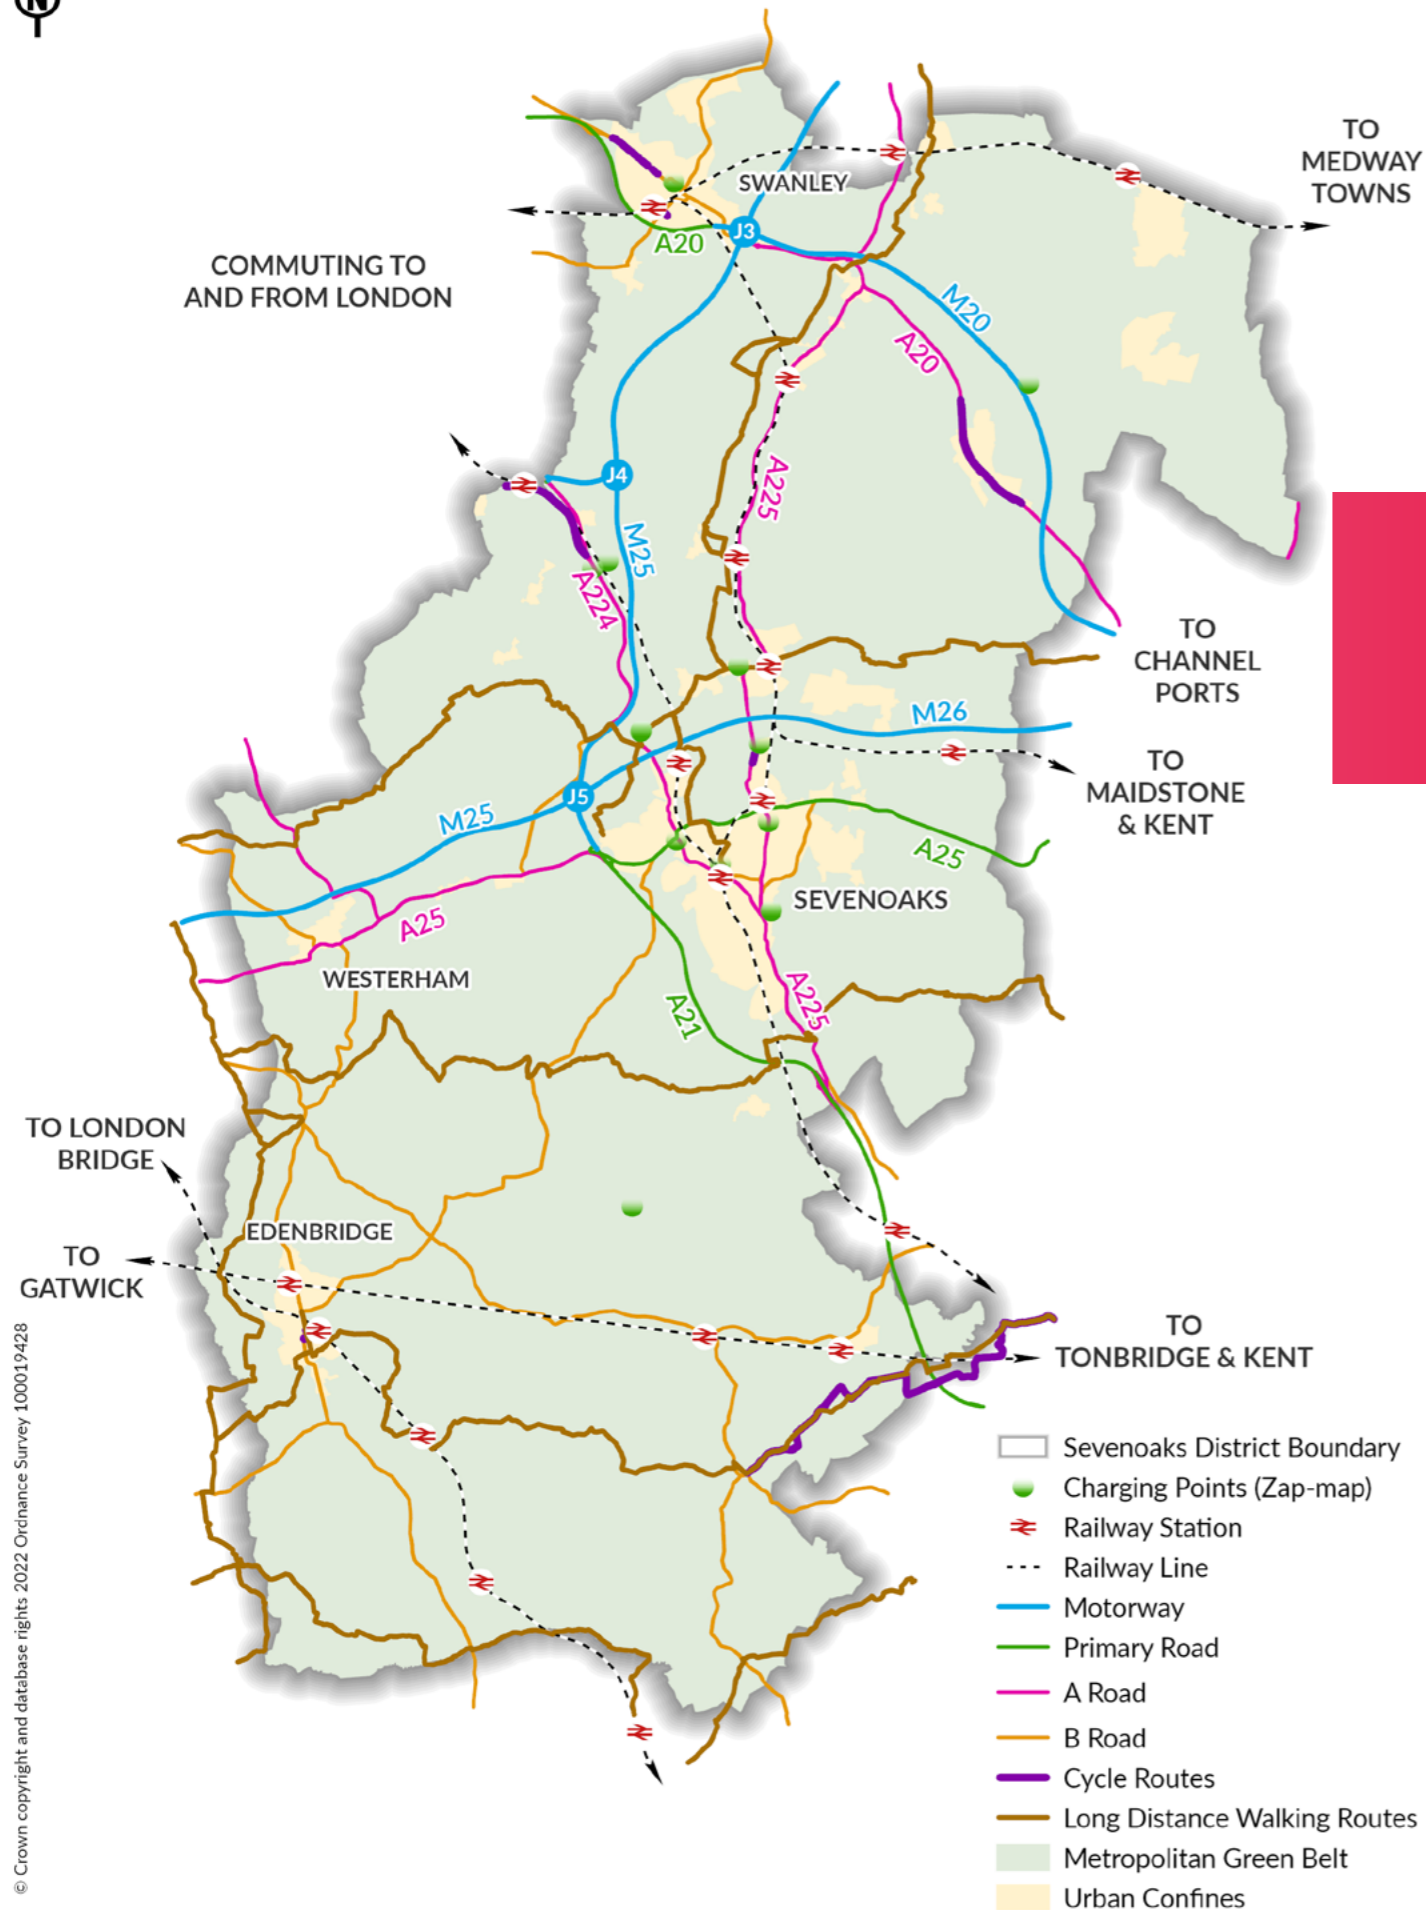 N
TO
MEDWAY
TOWNS
SWANLEY
J3
A20
COMMUTING TO
AND FROM LONDON
M20
A20
J4
A225
M25
A224
TO
CHANNEL
PORTS
M26
TO
MAIDSTONE
& KENT
J5
M25
A25
SEVENOAKS
A25
WESTERHAM
A225
A21
TO LONDON
BRIDGE
EDENBRIDGE
TO
GATWICK
TO
TONBRIDGE & KENT
Sevenoaks District Boundary
Charging Points (Zap-map)
Railway Station
Railway Line
Motorway
Primary Road
A Road
B Road
Cycle Routes
Long Distance Walking Routes
Metropolitan Green Belt
Urban Confines
© Crown copyright and database rights 2022 Ordnance Survey 100019428